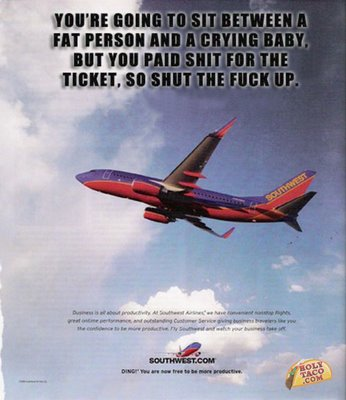 YOU'RE GOING TO SIT BETWEEN A
FAT PERSON AND A CRYING BABY,
BUT YOU PAID SHIT FOR THE
TICKET, SO SHUT THE FUCK UP.
SOUTHWEST
Business is all about productivity. At Southwest Airlines, we have convenient nonstop flights,
great ontime performance, and outstanding Customer Service giving business travelers like you
the confidence to be more productive. Fly Southwest and watch your business take off.
SOUTHWEST.COM
DING!® You are now free to be more productive.
HOLY
TACO
.COM